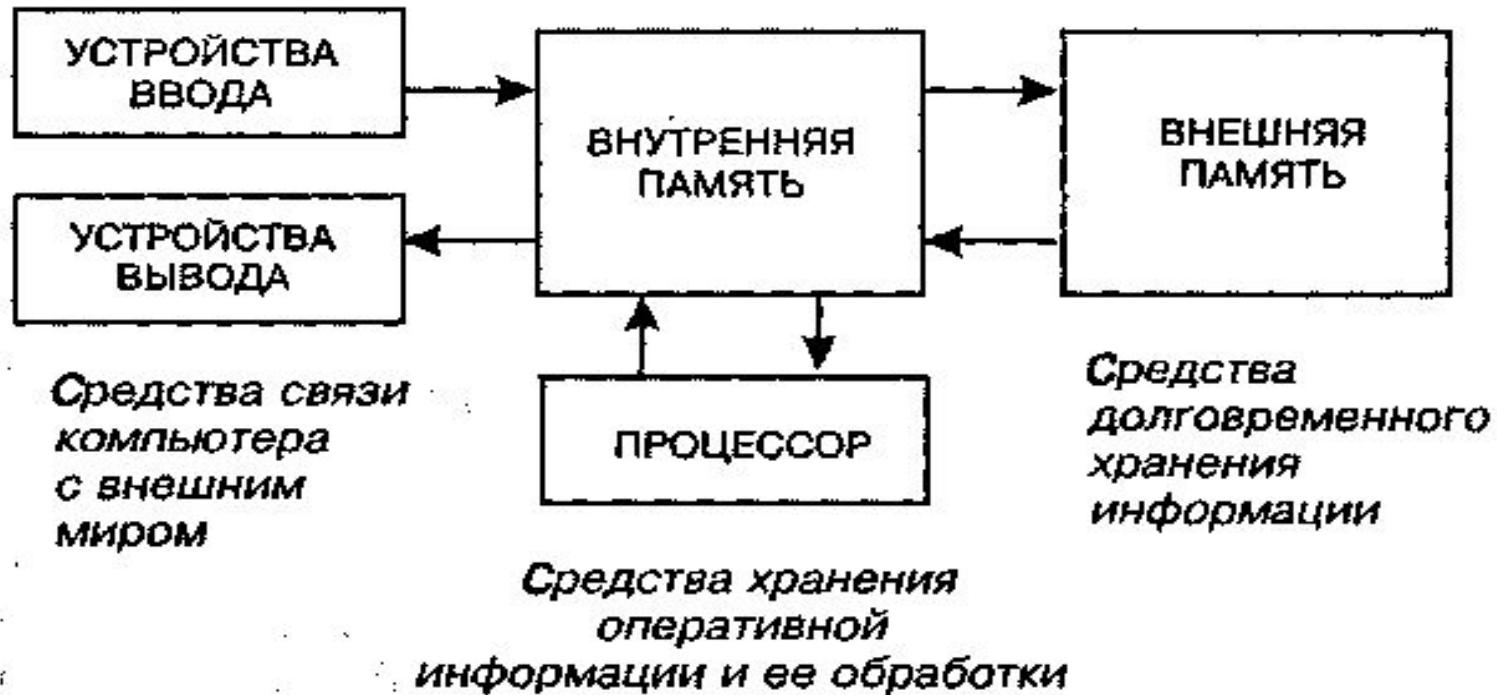 УСТРОЙСТВА
ВВОДА
УСТРОЙСТВА
ВЫВОДА
ВНУТРЕННЯЯ
ПАМЯТЬ
ВНЕШНЯЯ
ПАМЯТЬ
ПРОЦЕССОР
Средства связи
компьютера
с внешним
миром
Средства хранения
оперативной
информации и ее обработки
Средства
долговременного
хранения
информации